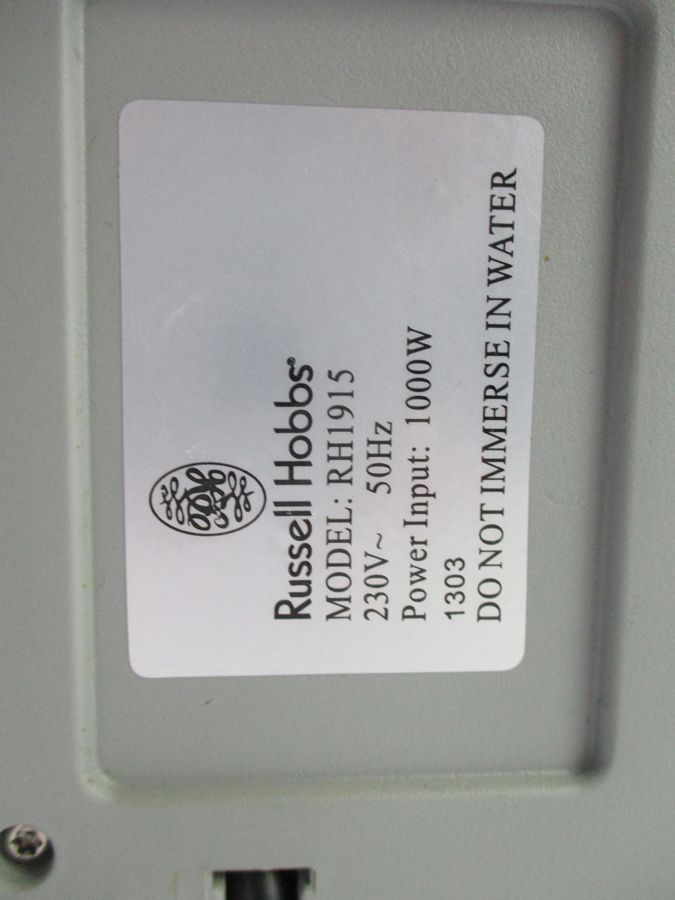 Russell Hobbs®
MODEL: RH1915
230V~ 50Hz
Power Input: 1000W
1303
DO NOT IMMERSE IN WATER